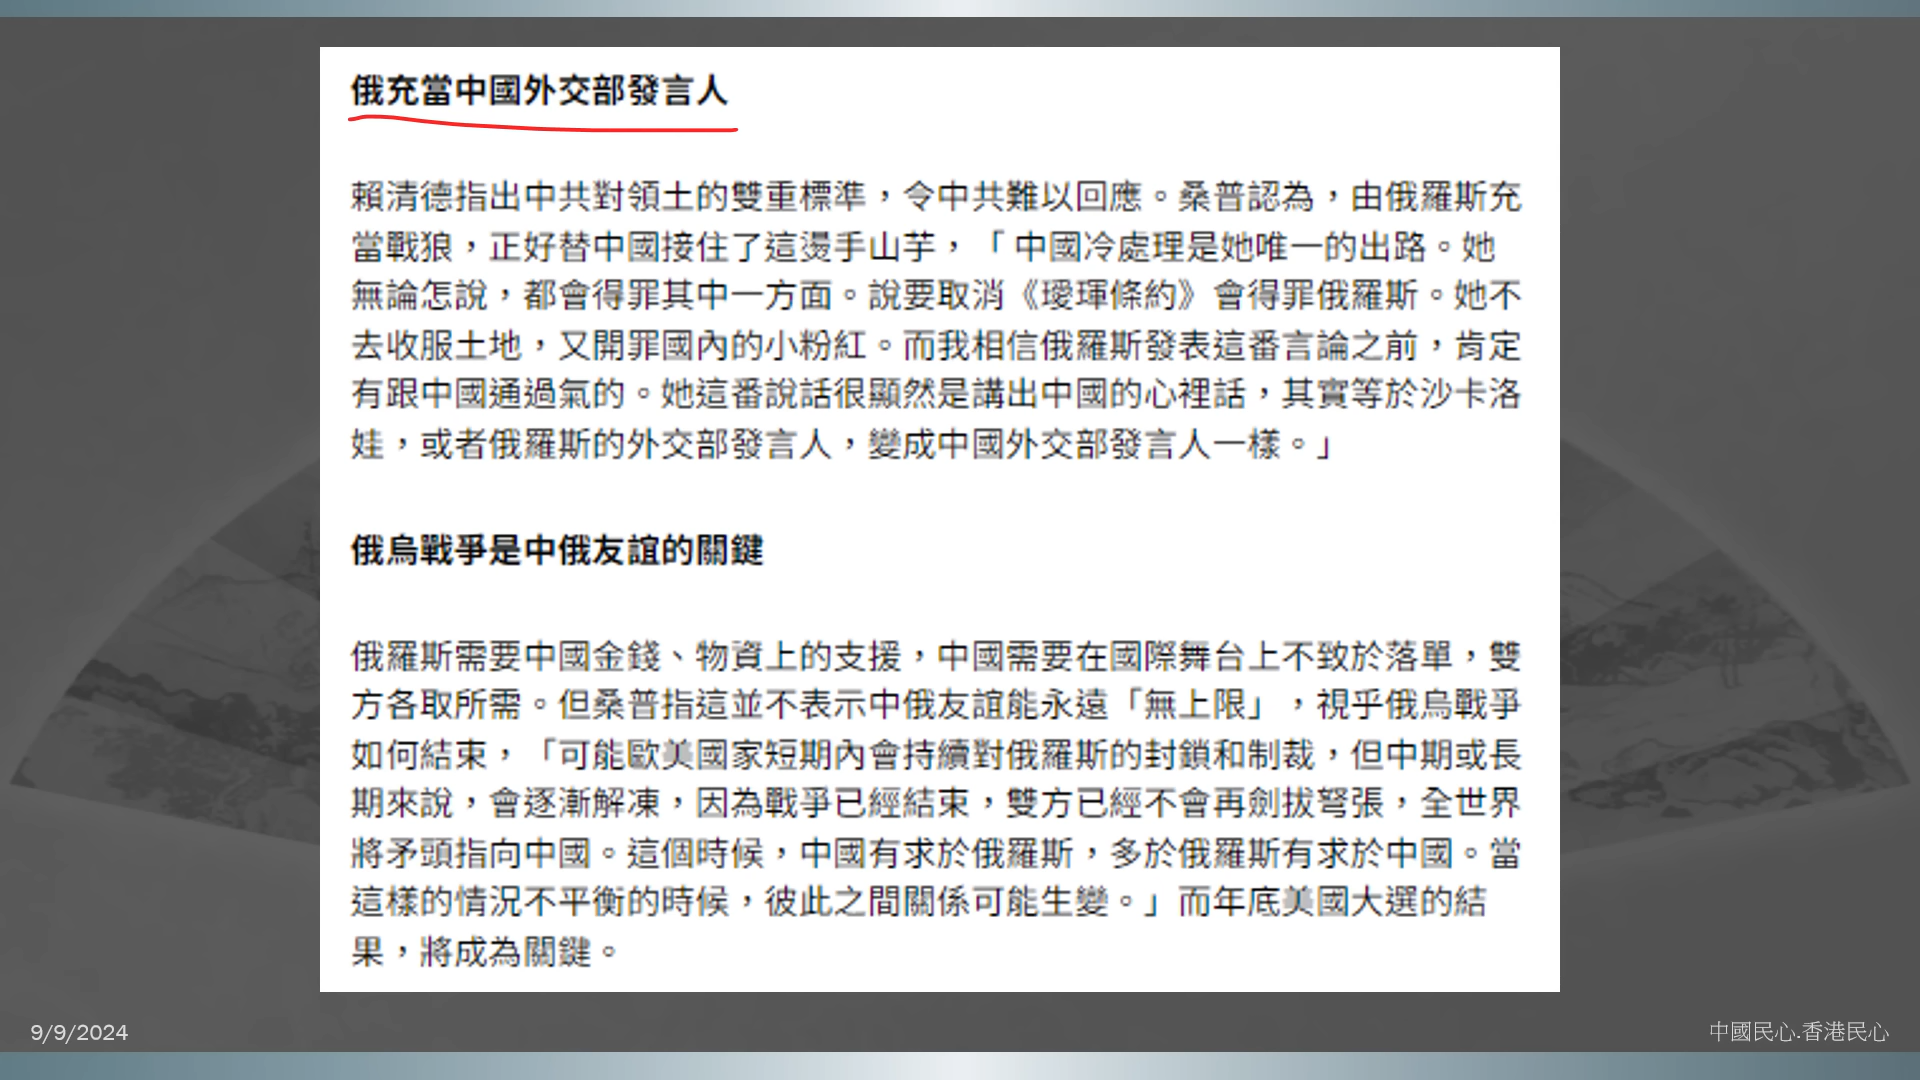 俄充當中國外交部發言人
賴清德指出中共對領土的雙重標準，令中共難以回應。桑普認為，由俄羅斯充
當戰狼，正好替中國接住了這燙手山芋，「 中國冷處理是她唯一的出路。她
無論怎說，都會得罪其中一方面。說要取消《璦琿條約》會得罪俄羅斯。她不
去收服土地，又開罪國內的小粉紅。而我相信俄羅斯發表這番言論之前，肯定
有跟中國通過氣的。她這番說話很顯然是講出中國的心裡話，其實等於沙卡洛
娃，或者俄羅斯的外交部發言人，變成中國外交部發言人一樣。」
俄烏戰爭是中俄友誼的關鍵
俄羅斯需要中國金錢、物資上的支援，中國需要在國際舞台上不致於落單，雙
方各取所需。但桑普指這並不表示中俄友誼能永遠「無上限」，視乎俄烏戰爭
如何結束，「可能歐美國家短期內會持續對俄羅斯的封鎖和制裁，但中期或長
期來說，會逐漸解凍，因為戰爭已經結束，雙方已經不會再劍拔弩張，全世界
將矛頭指向中國。這個時候，中國有求於俄羅斯，多於俄羅斯有求於中國。當
這樣的情況不平衡的時候，彼此之間關係可能生變。」而年底美國大選的結
果，將成為關鍵。
9/9/2024
中國民心.香港民心